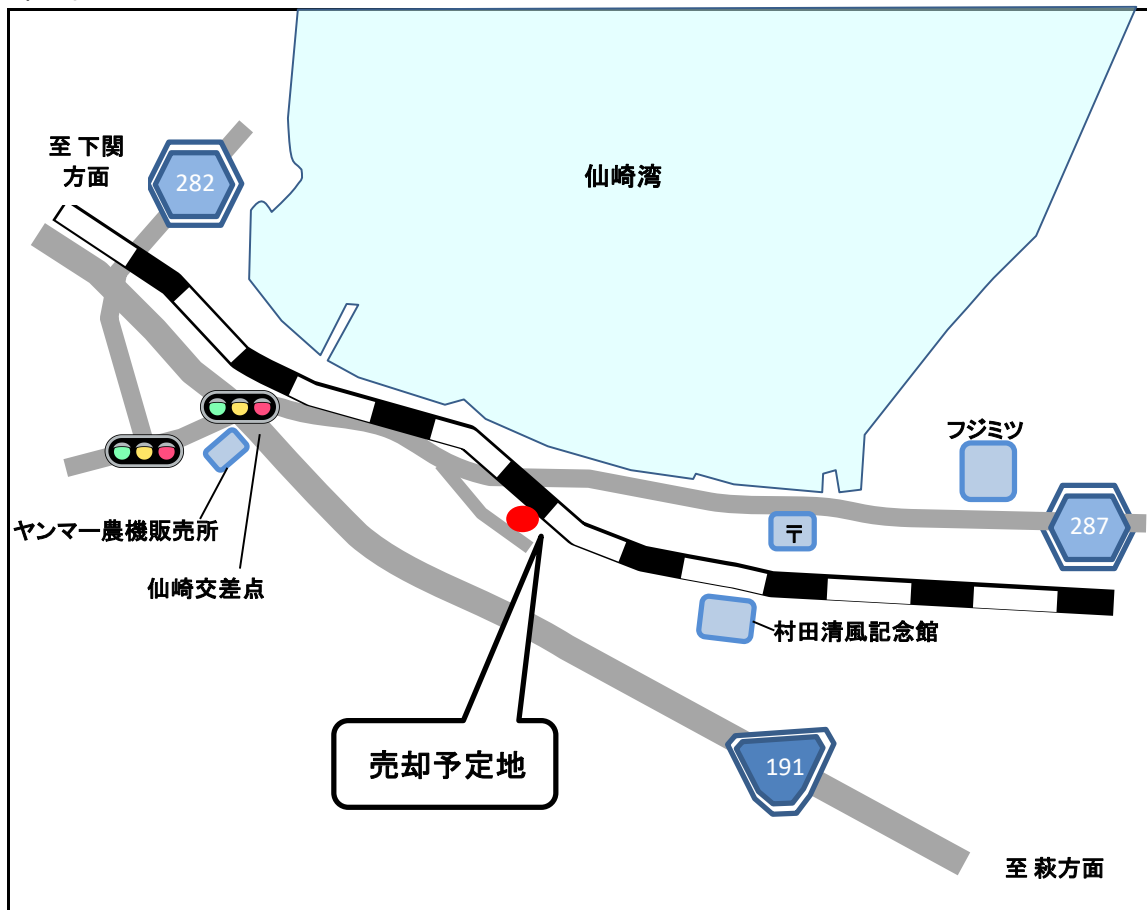 至 下関
方面
282
仙崎湾
フジミツ
287
〒
ヤンマー農機販売所
仙崎交差点
村田清風記念館
売却予定地
191
至 萩方面